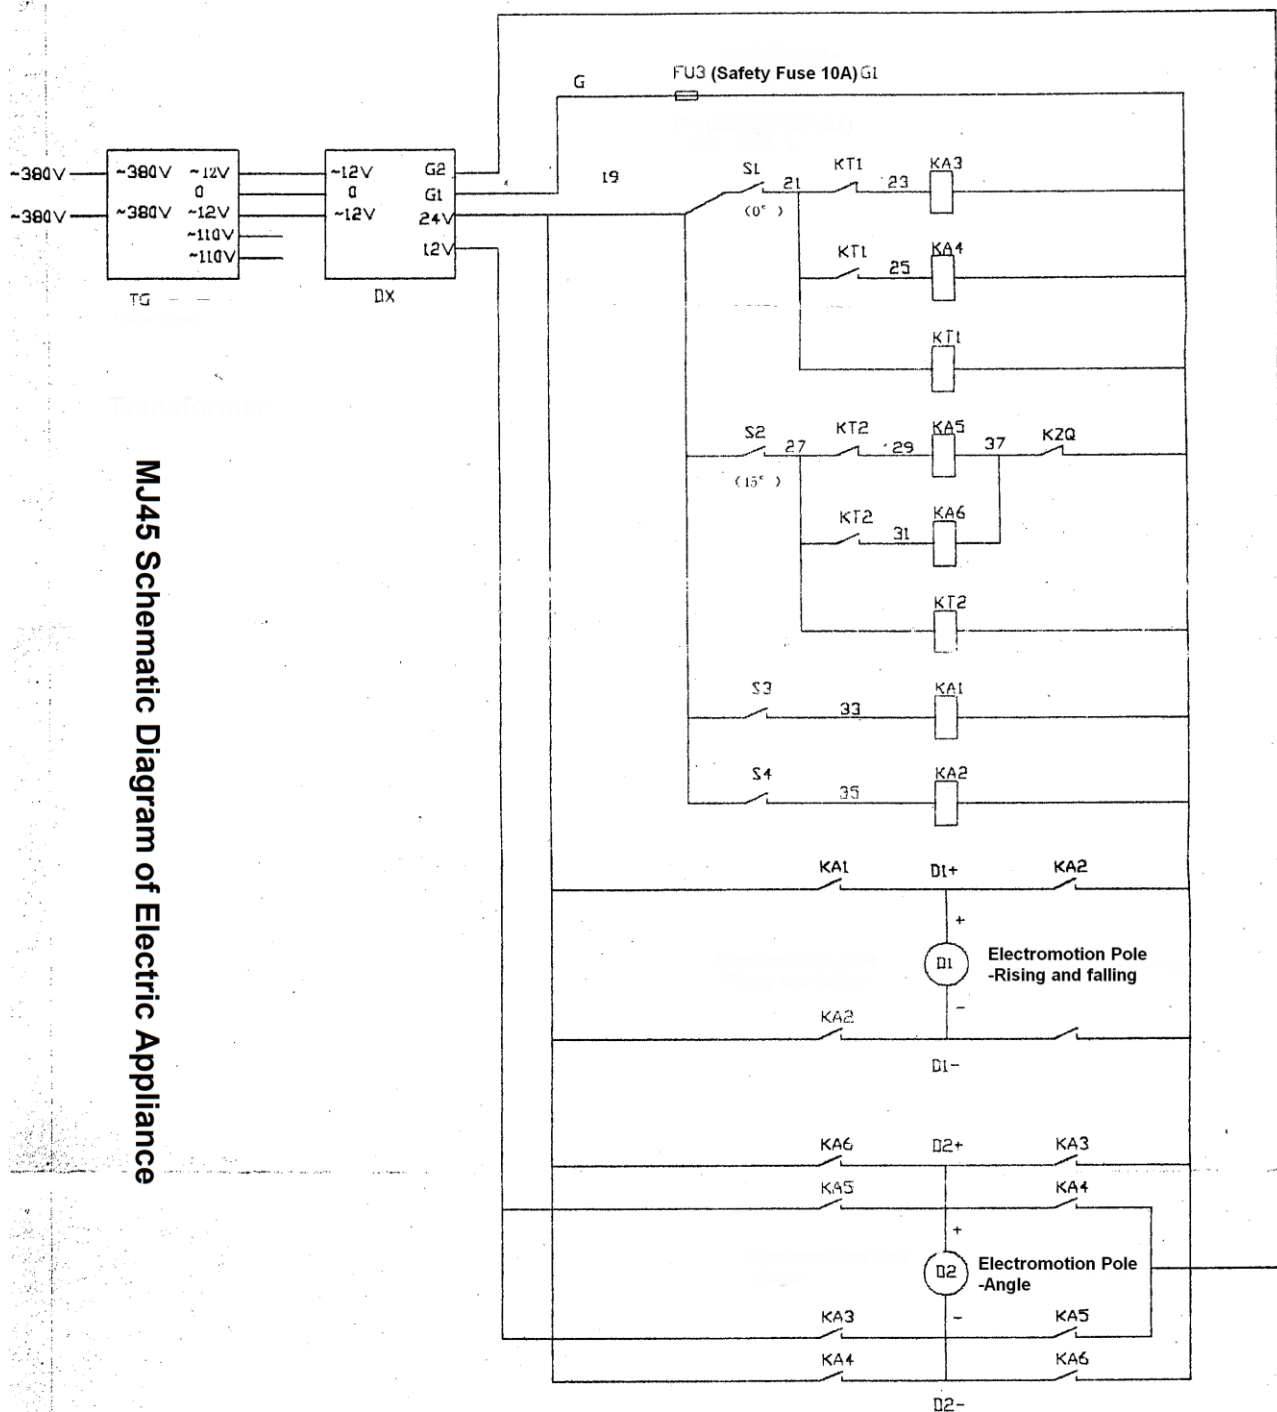 G FU3 (Safety Fuse 10A) G1
~380V ~380V ~12V ~12V G2
0 0 G1
~380V ~380V ~12V ~12V 24V
~110V 12V
~110V
TG DX
19 S1 21 KT1 23 KA3
(0° )
KT1 25 KA4
KT1
S2 27 KT2 29 KA5 37 KZQ
(15° )
KT2 31 KA6
KT2
S3 33 KA1
S4 35 KA2
MJ45 Schematic Diagram of Electric Appliance
KA1 D1+ KA2
+
D1 Electromotion Pole
-Rising and falling
-
KA2
D1-
KA6 D2+ KA3
KA5 KA4
+
D2 Electromotion Pole
-Angle
KA3 - KA5
KA4 KA6
D2-